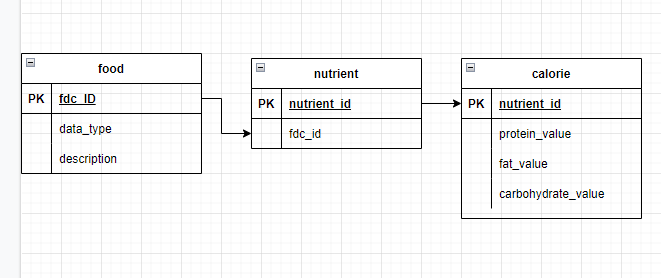 food
PK fdc_ID
data_type
description
nutrient
PK nutrient_id
fdc_id
calorie
PK nutrient_id
protein_value
fat_value
carbohydrate_value